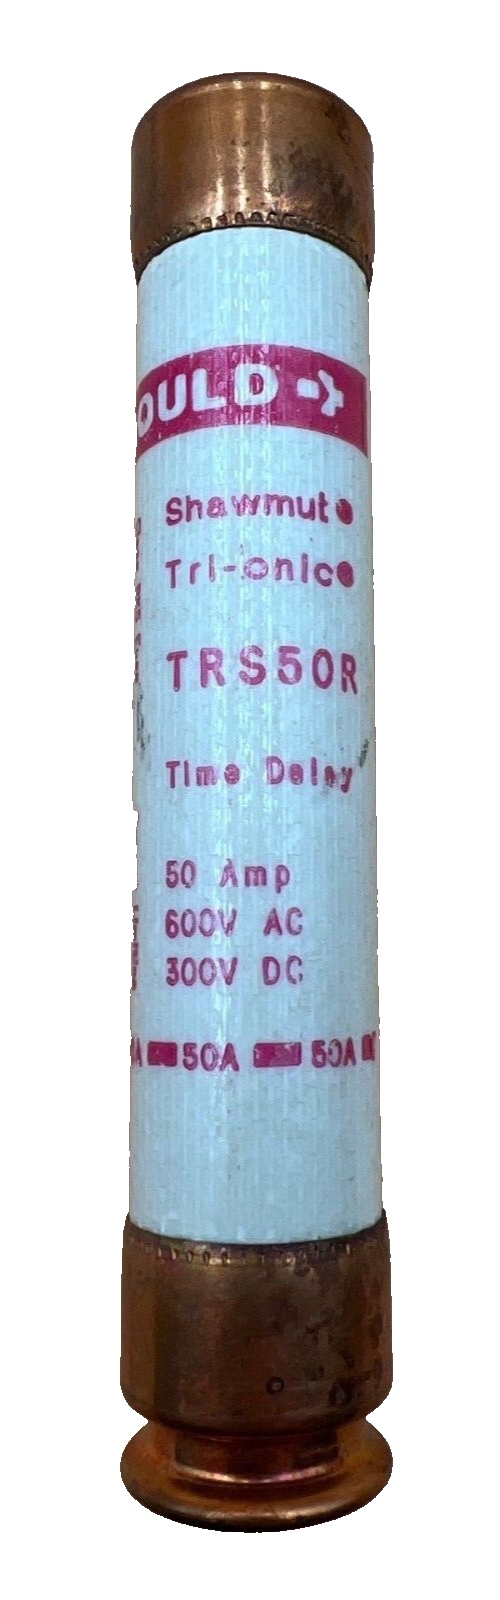 OULD
Shawmut®
Tri-onic®
TRS50R
Time Delay
50 Amp
600V AC
300V DC
A 50A 50A